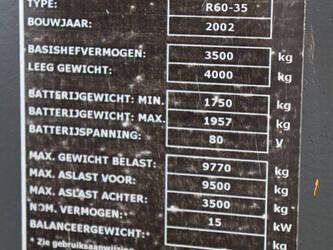 TYPE: R60-35
BOUWJAAR: 2002
BASISHEFVERMOGEN: 3500 kg
LEEG GEWICHT: 4000 kg
BATTERIJGEWICHT: MIN. 1750 kg
BATTERIJGEWICHT: MAX. 1957 kg
BATTERIJSPANNING: 80 V
MAX. GEWICHT BELAST: 9770 kg
MAX. ASLAST VOOR: 9500 kg
MAX. ASLAST ACHTER: 3500 kg
NOM. VERMOGEN: 15 kW
BALANCEERGEWICHT: kg
* Zie gebruiksaanwijzing